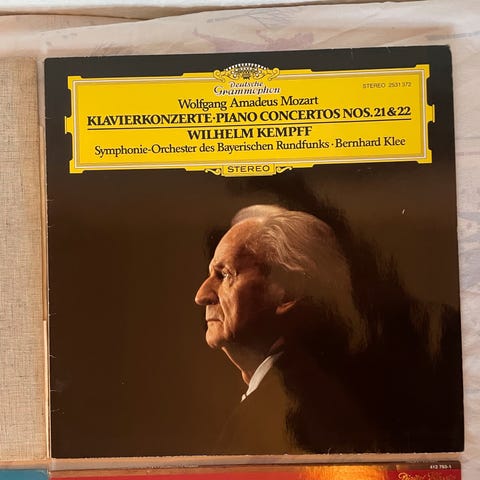 Deutsche
Grammophon
STEREO 2531 372
Wolfgang Amadeus Mozart
KLAVIERKONZERTE·PIANO CONCERTOS NOS. 21 & 22
WILHELM KEMPFF
Symphonie-Orchester des Bayerischen Rundfunks · Bernhard Klee
STEREO